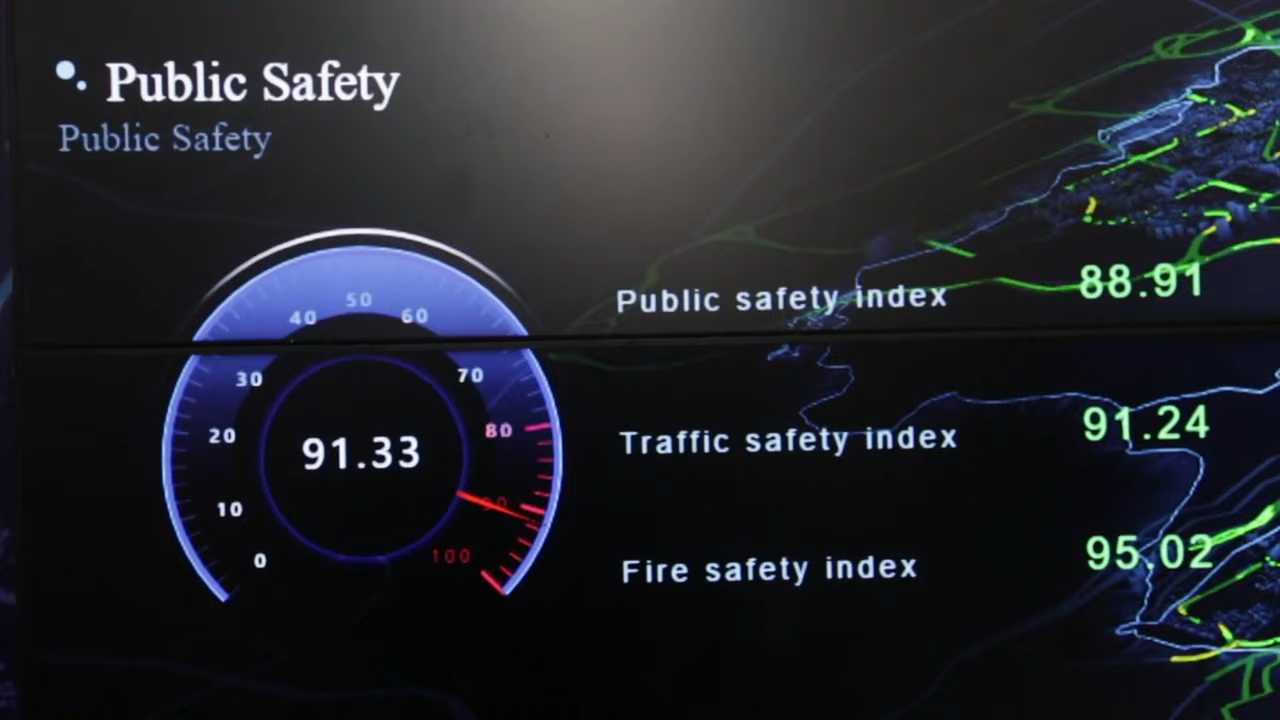 Public Safety
Public Safety
50
40
60
30
70
20
80
91.33
10
90
0
100
Public safety index 88.91
Traffic safety index 91.24
Fire safety index 95.02